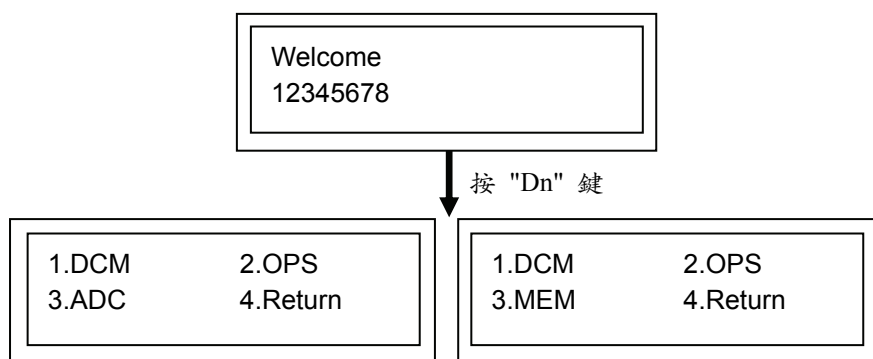 Welcome
12345678
按 "Dn" 鍵
1.DCM 2.OPS
3.ADC 4.Return
1.DCM 2.OPS
3.MEM 4.Return